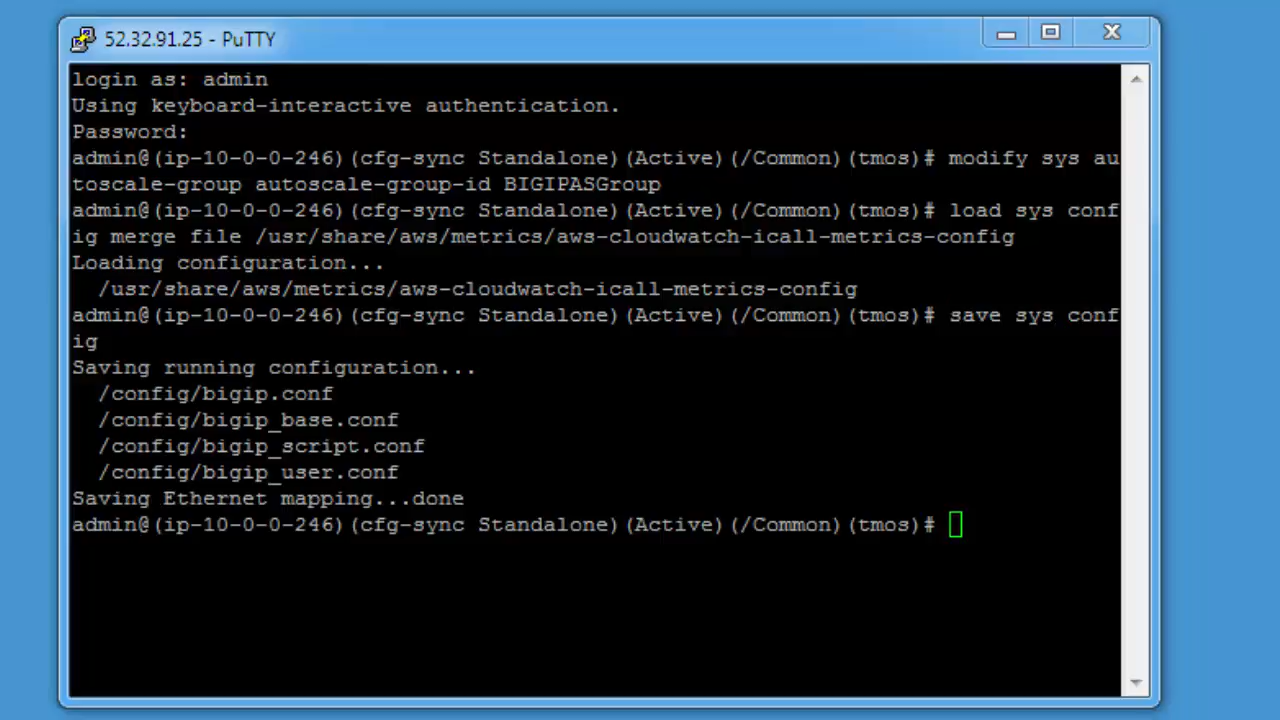 52.32.91.25 - PuTTY
login as: admin
Using keyboard-interactive authentication.
Password:
admin@(ip-10-0-0-246)(cfg-sync Standalone)(Active)(/Common)(tmos)# modify sys au
toscale-group autoscale-group-id BIGIPASGroup
admin@(ip-10-0-0-246)(cfg-sync Standalone)(Active)(/Common)(tmos)# load sys conf
ig merge file /usr/share/aws/metrics/aws-cloudwatch-icall-metrics-config
Loading configuration...
  /usr/share/aws/metrics/aws-cloudwatch-icall-metrics-config
admin@(ip-10-0-0-246)(cfg-sync Standalone)(Active)(/Common)(tmos)# save sys conf
ig
Saving running configuration...
  /config/bigip.conf
  /config/bigip_base.conf
  /config/bigip_script.conf
  /config/bigip_user.conf
Saving Ethernet mapping...done
admin@(ip-10-0-0-246)(cfg-sync Standalone)(Active)(/Common)(tmos)#